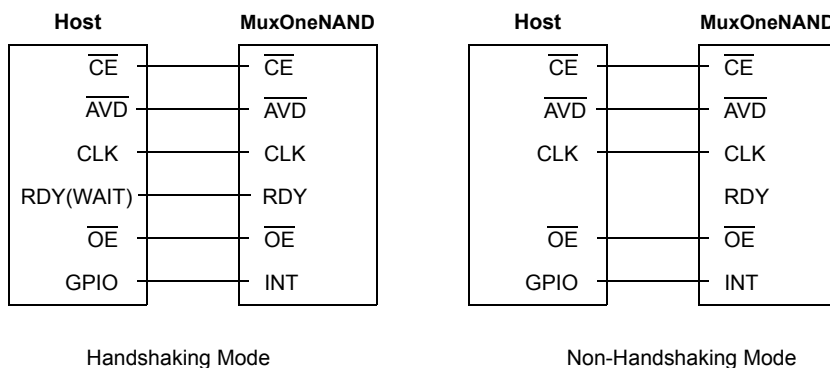 Host MuxOneNAND Host MuxOneNAND
CE CE CE CE
AVD AVD AVD AVD
CLK CLK CLK CLK
RDY(WAIT) RDY RDY
OE OE OE OE
GPIO INT GPIO INT
Handshaking Mode Non-Handshaking Mode